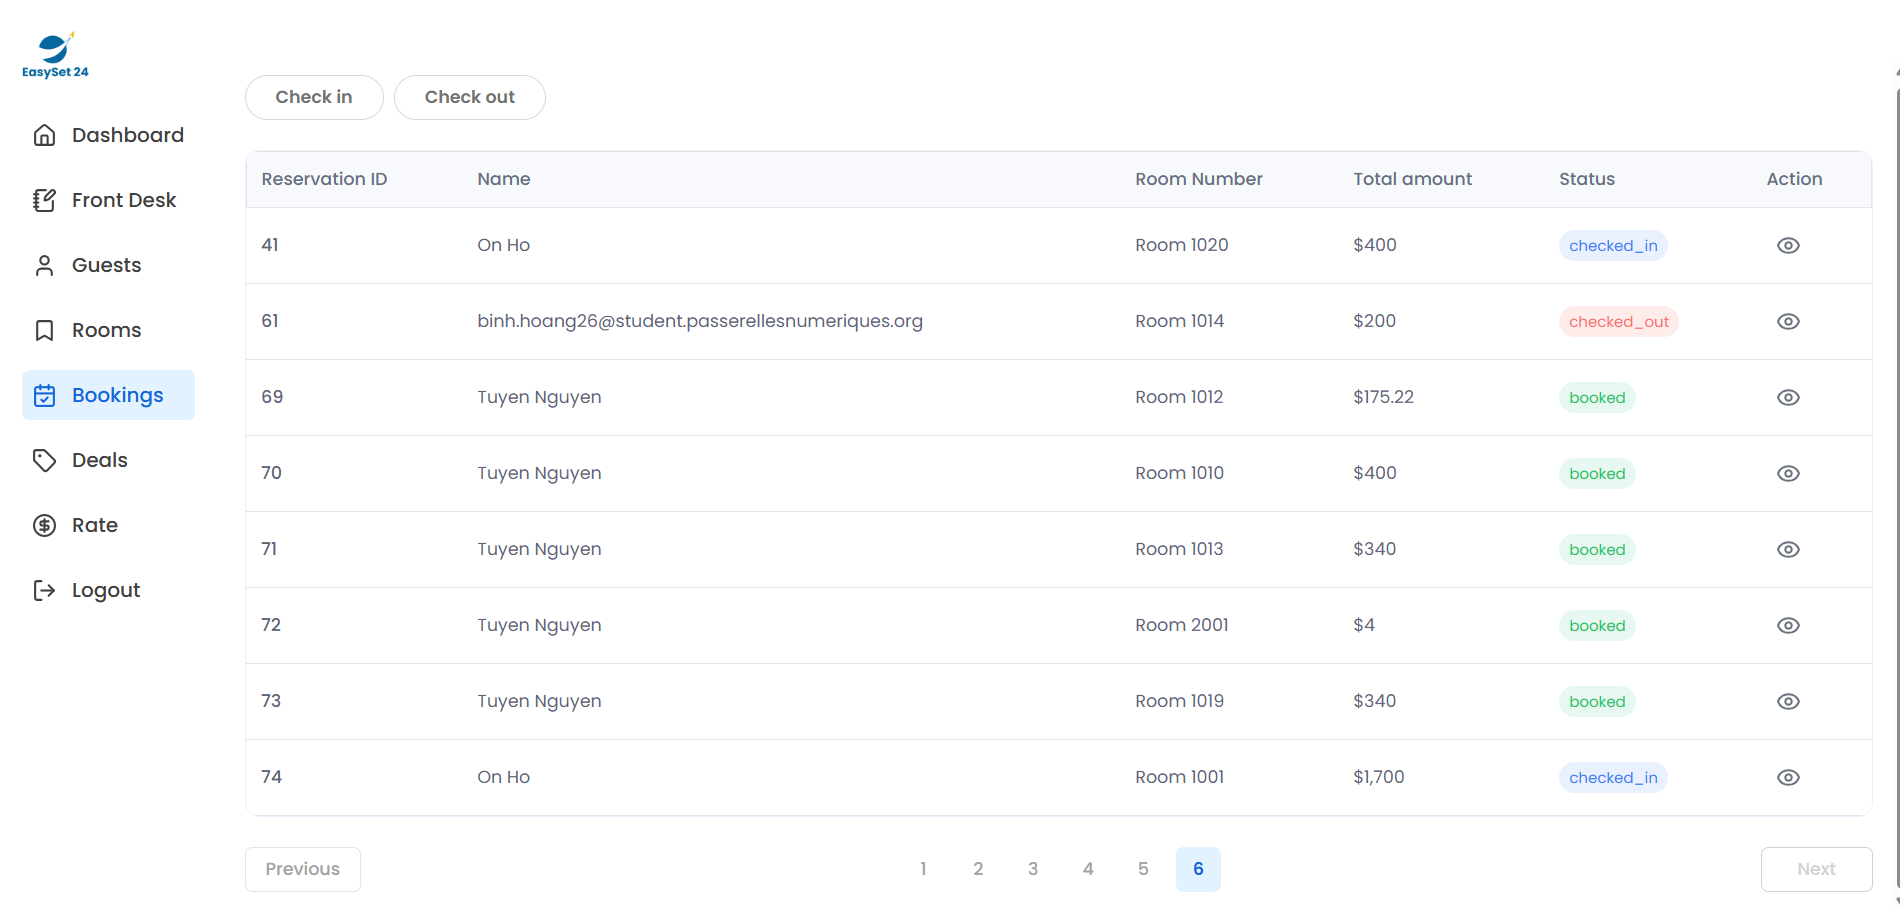 EasySet 24
Dashboard
Front Desk
Guests
Rooms
Bookings
Deals
Rate
Logout
Check in
Check out
Reservation ID Name Room Number Total amount Status Action
41 On Ho Room 1020 $400 checked_in
61 binh.hoang26@student.passerellesnumeriques.org Room 1014 $200 checked_out
69 Tuyen Nguyen Room 1012 $175.22 booked
70 Tuyen Nguyen Room 1010 $400 booked
71 Tuyen Nguyen Room 1013 $340 booked
72 Tuyen Nguyen Room 2001 $4 booked
73 Tuyen Nguyen Room 1019 $340 booked
74 On Ho Room 1001 $1,700 checked_in
Previous 1 2 3 4 5 6 Next